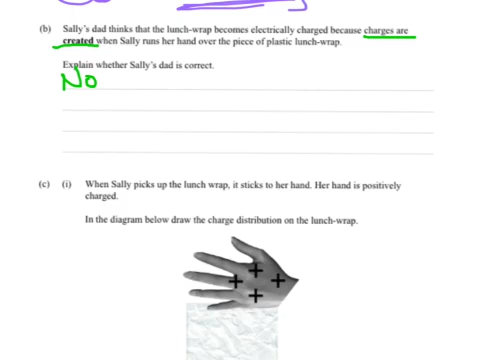 (b) Sally's dad thinks that the lunch-wrap becomes electrically charged because charges are
created when Sally runs her hand over the piece of plastic lunch-wrap.
Explain whether Sally's dad is correct.
No
(c) (i) When Sally picks up the lunch wrap, it sticks to her hand. Her hand is positively
charged.
In the diagram below draw the charge distribution on the lunch-wrap.
+
+ +
+